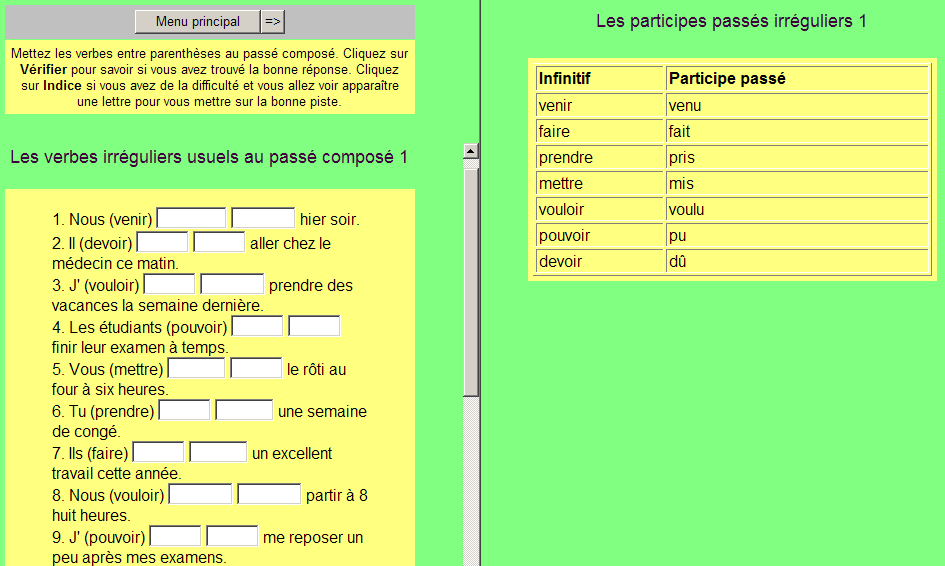 Menu principal =>
Mettez les verbes entre parenthèses au passé composé. Cliquez sur
Vérifier pour savoir si vous avez trouvé la bonne réponse. Cliquez
sur Indice si vous avez de la difficulté et vous allez voir apparaître
une lettre pour vous mettre sur la bonne piste.
Les verbes irréguliers usuels au passé composé 1
1. Nous (venir) hier soir.
2. Il (devoir) aller chez le
médecin ce matin.
3. J' (vouloir) prendre des
vacances la semaine dernière.
4. Les étudiants (pouvoir)
finir leur examen à temps.
5. Vous (mettre) le rôti au
four à six heures.
6. Tu (prendre) une semaine
de congé.
7. Ils (faire) un excellent
travail cette année.
8. Nous (vouloir) partir à 8
huit heures.
9. J' (pouvoir) me reposer un
peu après mes examens.
Les participes passés irréguliers 1
Infinitif Participe passé
venir venu
faire fait
prendre pris
mettre mis
vouloir voulu
pouvoir pu
devoir dû